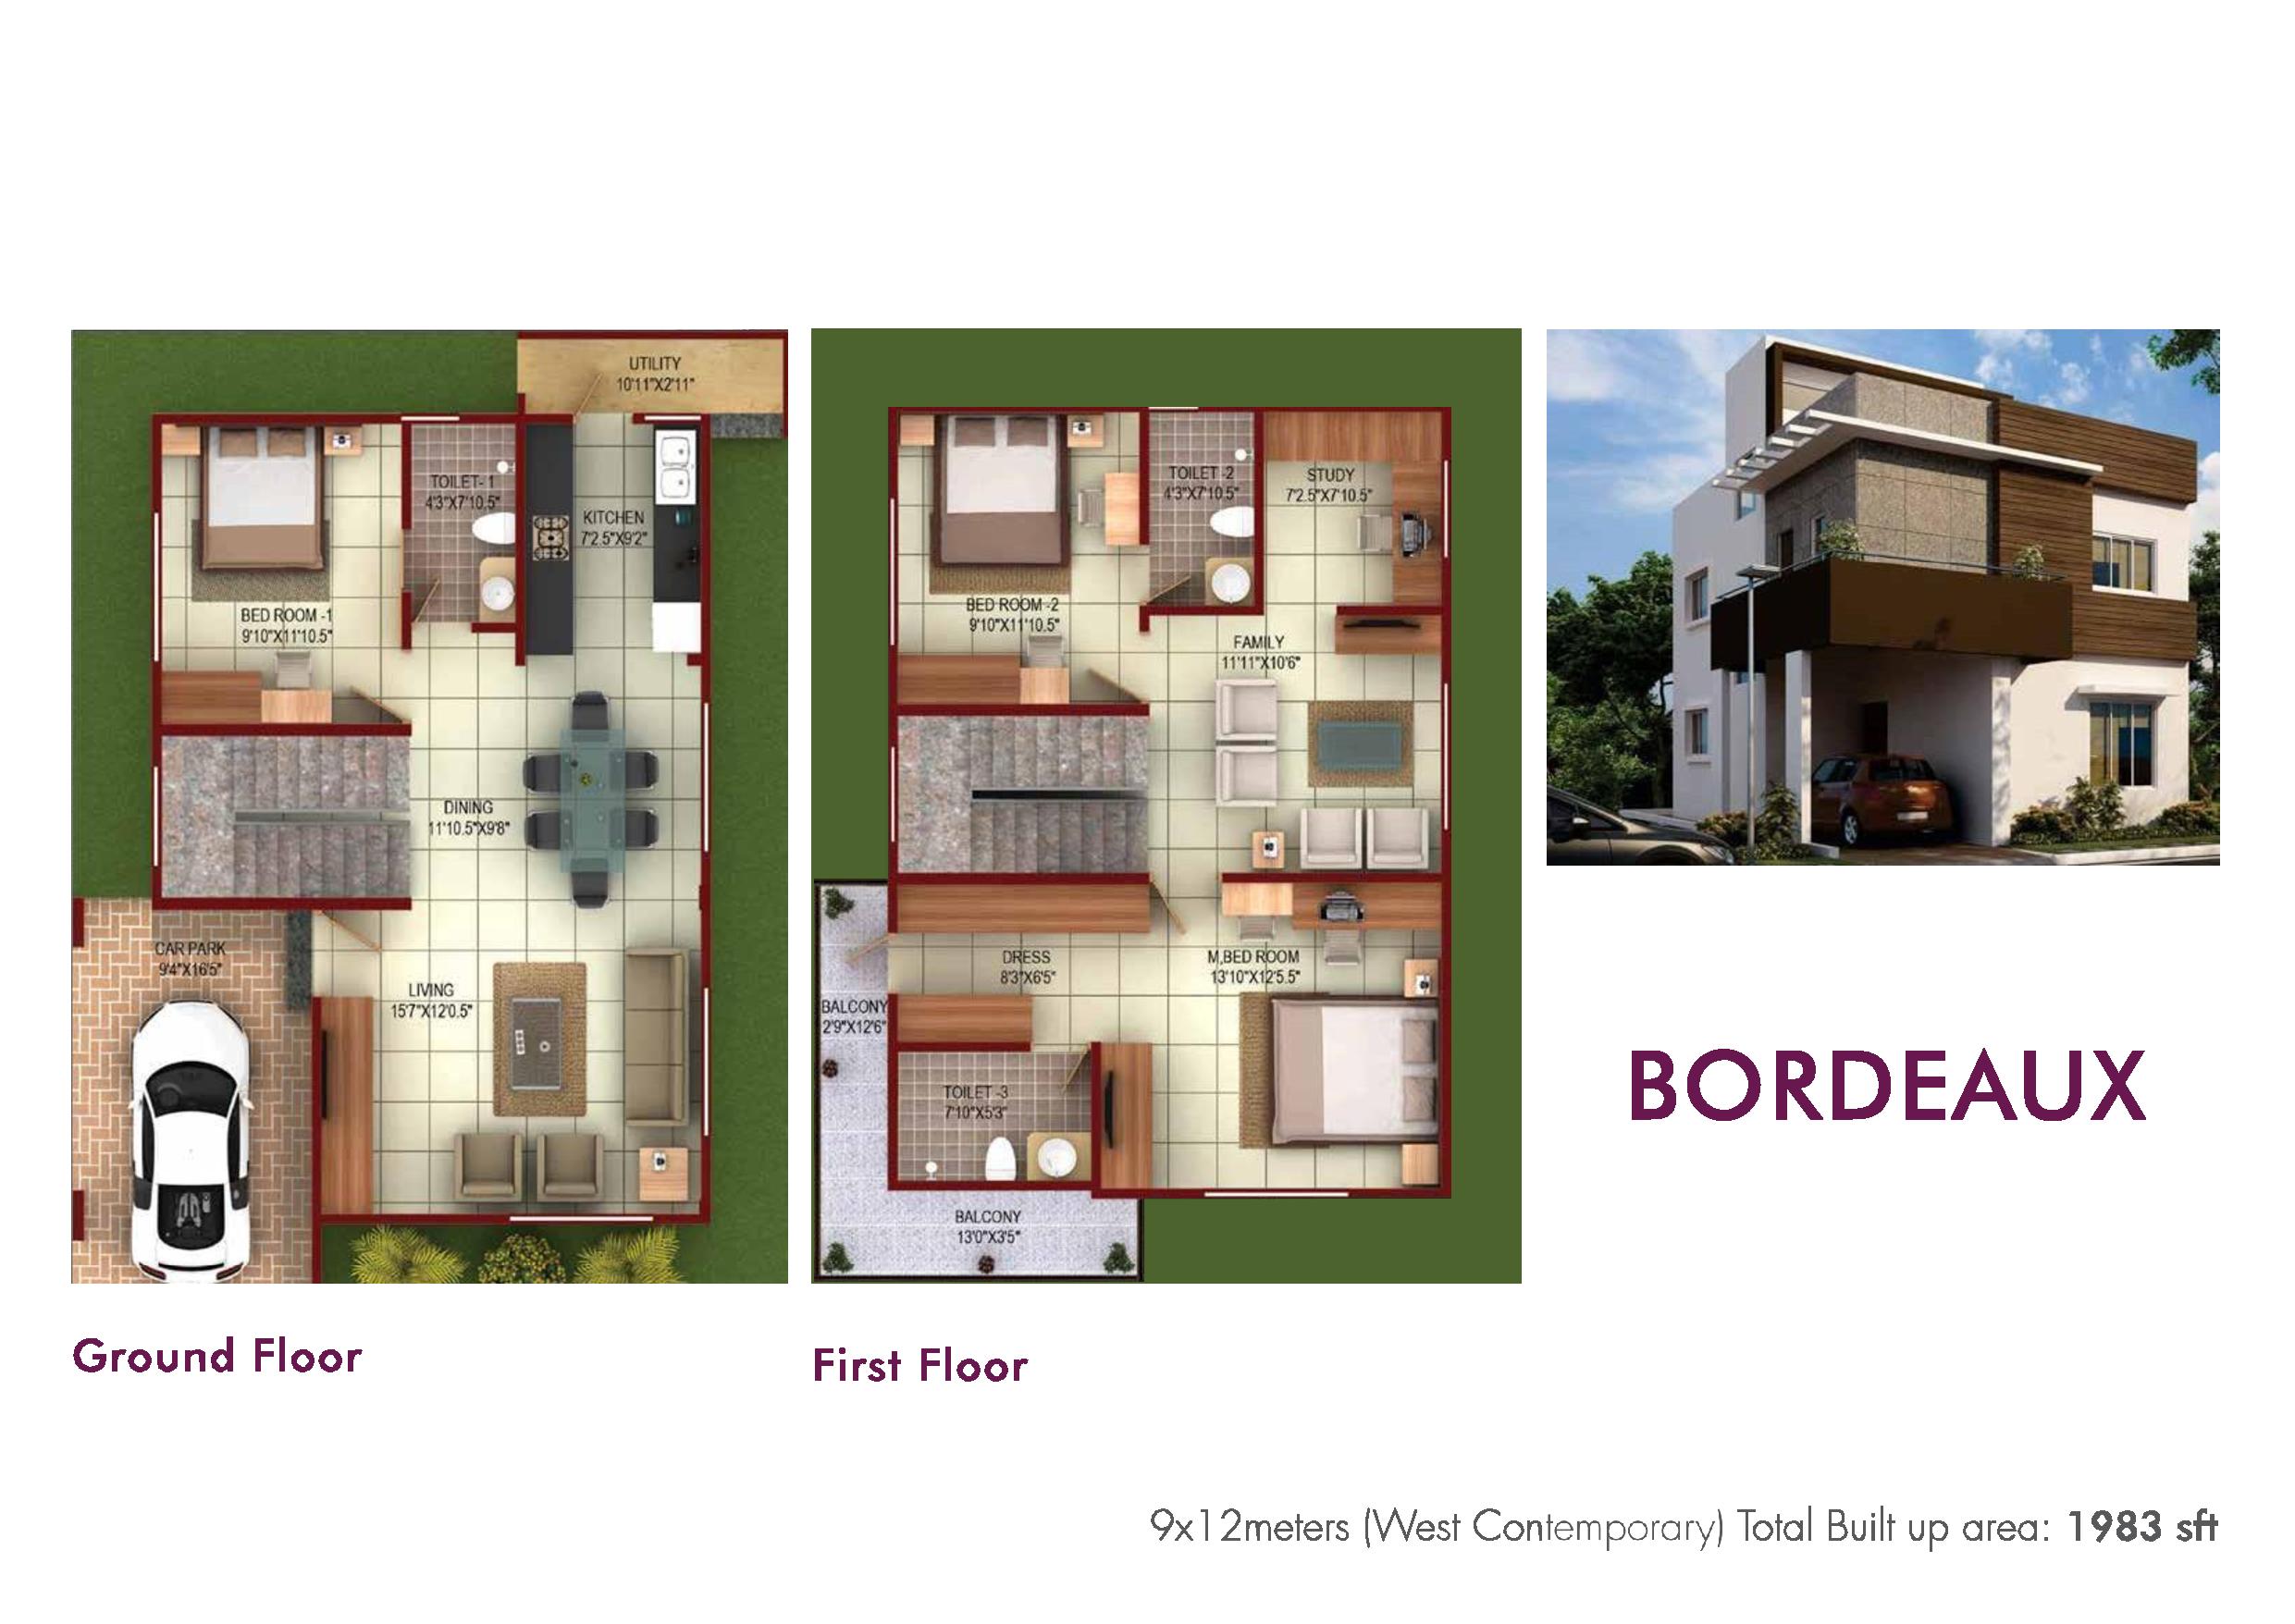 UTILITY
10'11"X2'11"
TOILET- 1
4'3"X7'10.5"
KITCHEN
7'2.5"X9'2"
BED ROOM -1
9'10"X11'10.5"
DINING
11'10.5"X9'8"
CAR PARK
9'4"X16'5"
LIVING
15'7"X12'0.5"
Ground Floor
TOILET -2
4'3"X7'10.5"
STUDY
7'2.5"X7'10.5"
BED ROOM -2
9'10"X11'10.5"
FAMILY
11'11"X10'6"
DRESS
8'3"X6'5"
M,BED ROOM
13'10"X12'5.5"
BALCONY
2'9"X12'6"
TOILET -3
7'10"X5'3"
BALCONY
13'0"X3'5"
First Floor
BORDEAUX
9x12meters (West Contemporary) Total Built up area: 1983 sft